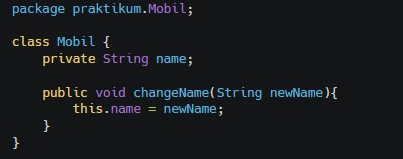 package praktikum.Mobil;
class Mobil {
private String name;
public void changeName(String newName){
this.name = newName;
}
}